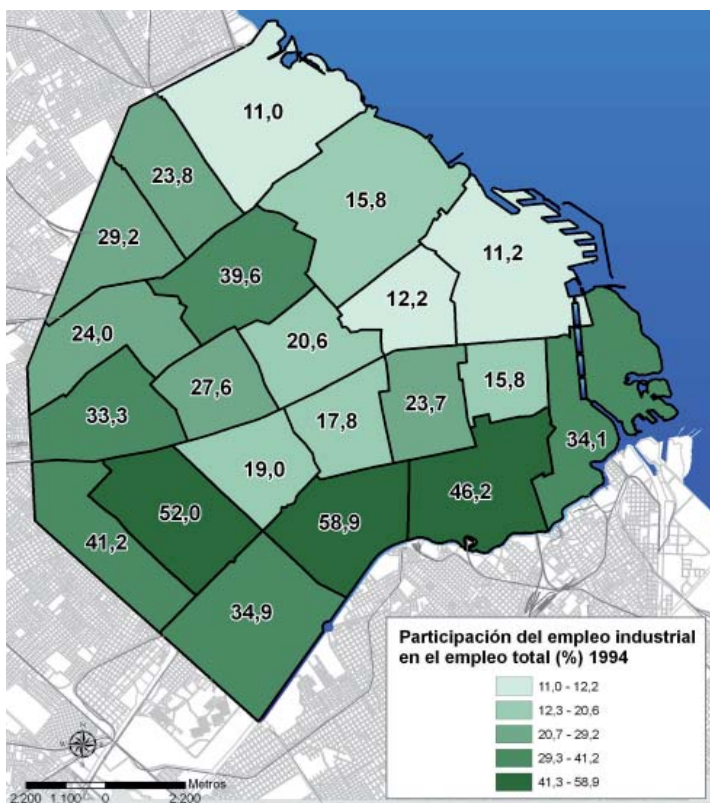 11,0
23,8
15,8
29,2
11,2
39,6
12,2
24,0
20,6
27,6
15,8
33,3
17,8
23,7
34,1
19,0
46,2
52,0
58,9
41,2
34,9
Participación del empleo industrial
en el empleo total (%) 1994
11,0 - 12,2
12,3 - 20,6
20,7 - 29,2
29,3 - 41,2
41,3 - 58,9
Metros
2.200 1.100 0 2.200